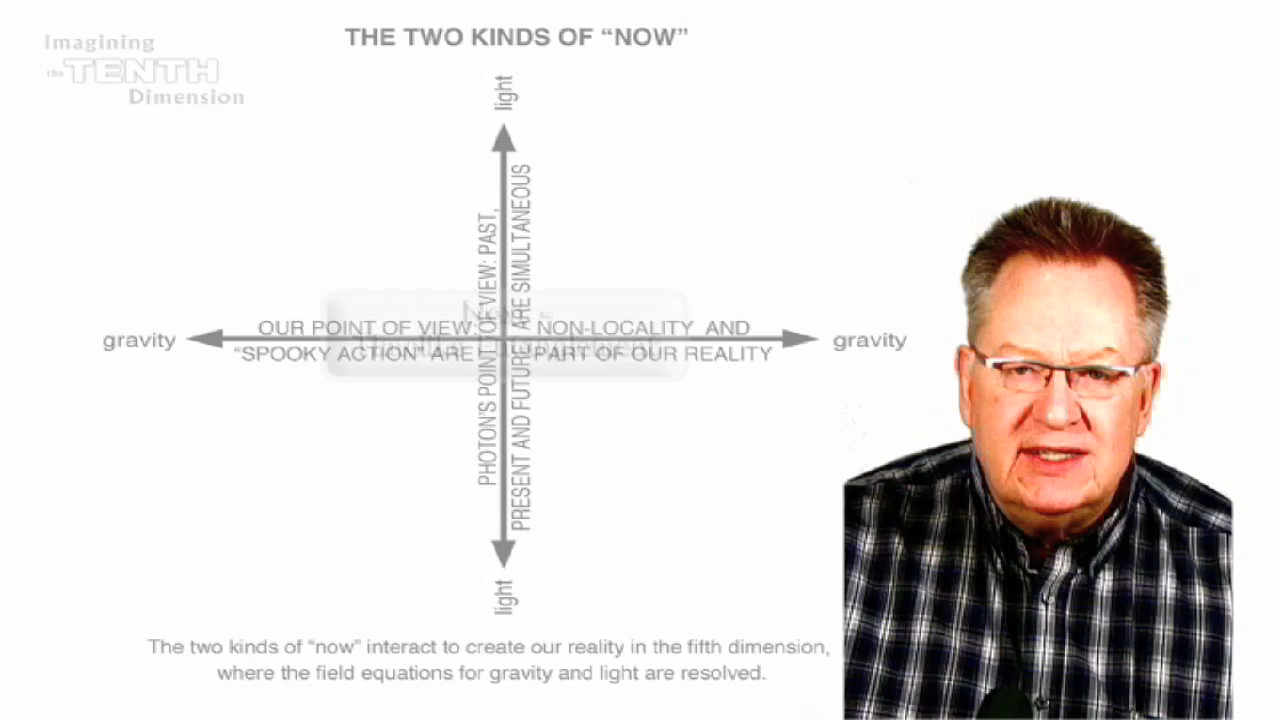 Imagining
the TENTH
Dimension
THE TWO KINDS OF “NOW”
light
PHOTON'S POINT OF VIEW: PAST,
PRESENT AND FUTURE ARE SIMULTANEOUS
OUR POINT OF VIEW: NON-LOCALITY AND
“SPOOKY ACTION” ARE PART OF OUR REALITY
gravity
gravity
light
The two kinds of “now” interact to create our reality in the fifth dimension,
where the field equations for gravity and light are resolved.